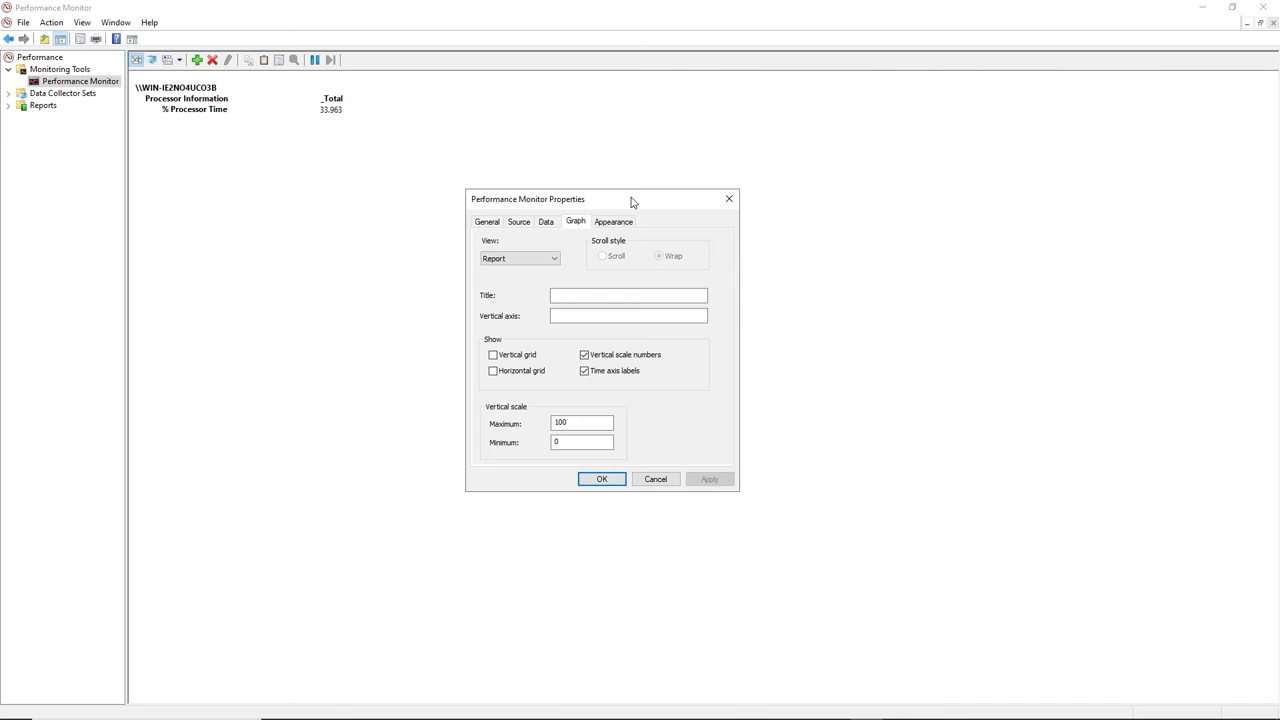 Performance Monitor
File Action View Window Help
Performance
Monitoring Tools
Performance Monitor
Data Collector Sets
Reports
\\WIN-IE2NO4UCO3B
Processor Information _Total
% Processor Time 33.963
Performance Monitor Properties
General Source Data Graph Appearance
View:
Report
Scroll style
Scroll Wrap
Title:
Vertical axis:
Show
Vertical grid Vertical scale numbers
Horizontal grid Time axis labels
Vertical scale
Maximum: 100
Minimum: 0
OK Cancel Apply